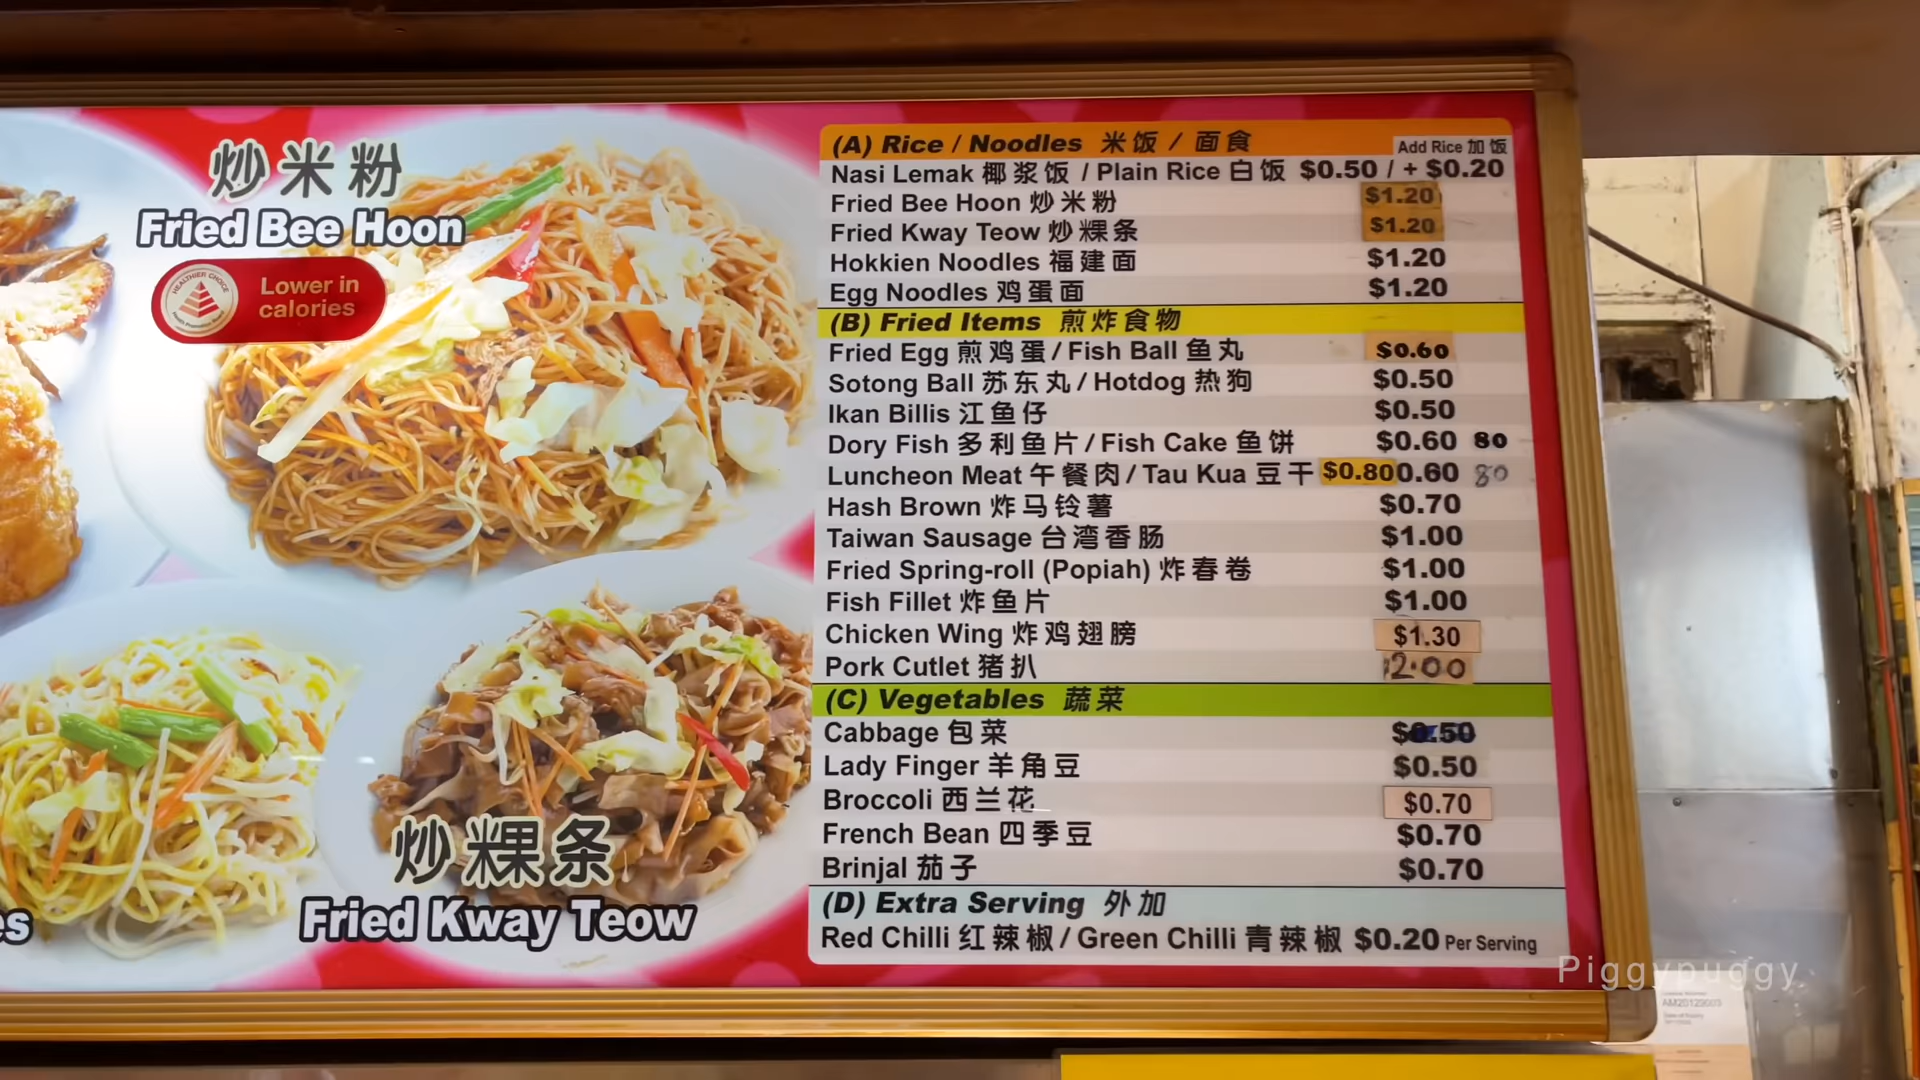 炒米粉
Fried Bee Hoon
HEALTHIER CHOICE
Lower in
calories
炒粿条
Fried Kway Teow
es
(A) Rice / Noodles 米饭 / 面食
Add Rice 加饭
Nasi Lemak 椰浆饭 / Plain Rice 白饭 $0.50 / + $0.20
Fried Bee Hoon 炒米粉 $1.20
Fried Kway Teow 炒粿条 $1.20
Hokkien Noodles 福建面 $1.20
Egg Noodles 鸡蛋面 $1.20
(B) Fried Items 煎炸食物
Fried Egg 煎鸡蛋 / Fish Ball 鱼丸 $0.60
Sotong Ball 苏东丸 / Hotdog 热狗 $0.50
Ikan Billis 江鱼仔 $0.50
Dory Fish 多利鱼片 / Fish Cake 鱼饼 $0.60 80
Luncheon Meat 午餐肉 / Tau Kua 豆干 $0.80 0.60 80
Hash Brown 炸马铃薯 $0.70
Taiwan Sausage 台湾香肠 $1.00
Fried Spring-roll (Popiah) 炸春卷 $1.00
Fish Fillet 炸鱼片 $1.00
Chicken Wing 炸鸡翅膀 $1.30
Pork Cutlet 猪扒 2.00
(C) Vegetables 蔬菜
Cabbage 包菜 $0.50
Lady Finger 羊角豆 $0.50
Broccoli 西兰花 $0.70
French Bean 四季豆 $0.70
Brinjal 茄子 $0.70
(D) Extra Serving 外加
Red Chilli 红辣椒 / Green Chilli 青辣椒 $0.20 Per Serving
Piggypuggy